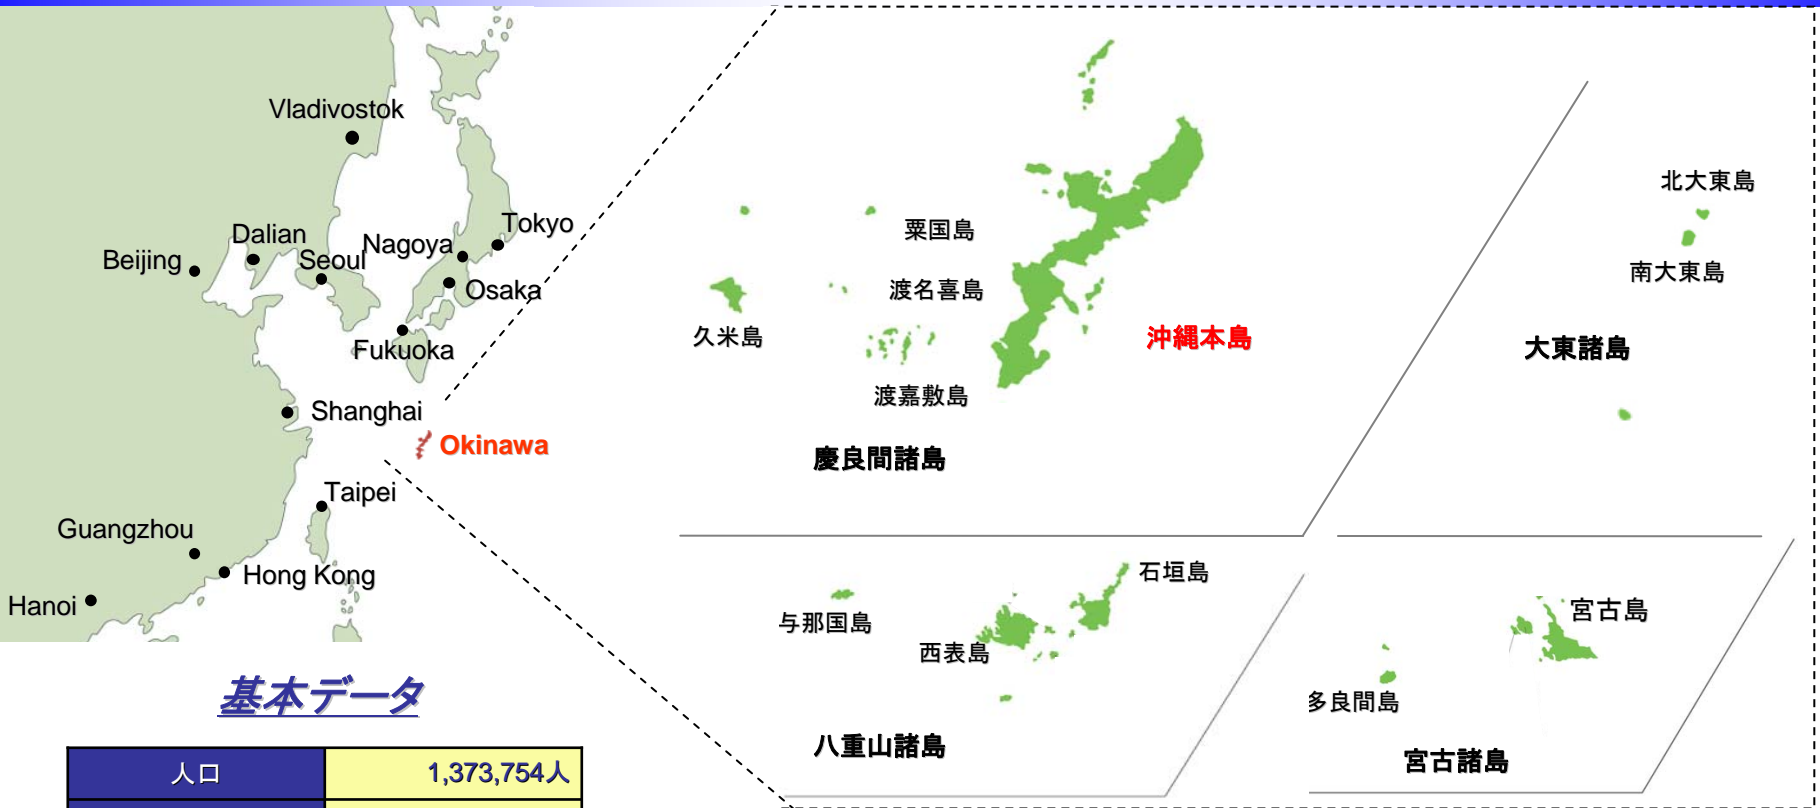 Vladivostok
Tokyo
Dalian
Nagoya
Beijing
Seoul
Osaka
Fukuoka
Shanghai
Okinawa
Taipei
Guangzhou
Hong Kong
Hanoi
北大東島
粟国島
南大東島
渡名喜島
久米島
沖縄本島
大東諸島
渡嘉敷島
慶良間諸島
石垣島
与那国島
西表島
八重山諸島
宮古島
多良間島
宮古諸島
基本データ
人口 1,373,754人